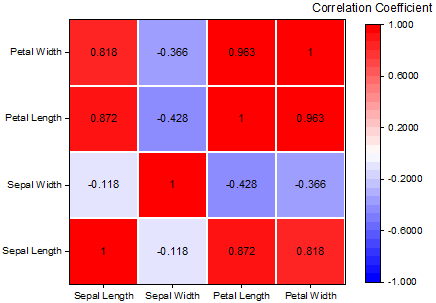 Correlation Coefficient
Petal Width 0.818 -0.366 0.963 1
Petal Length 0.872 -0.428 1 0.963
Sepal Width -0.118 1 -0.428 -0.366
Sepal Length 1 -0.118 0.872 0.818
Sepal Length Sepal Width Petal Length Petal Width
1.000
0.6000
0.2000
-0.2000
-0.6000
-1.000